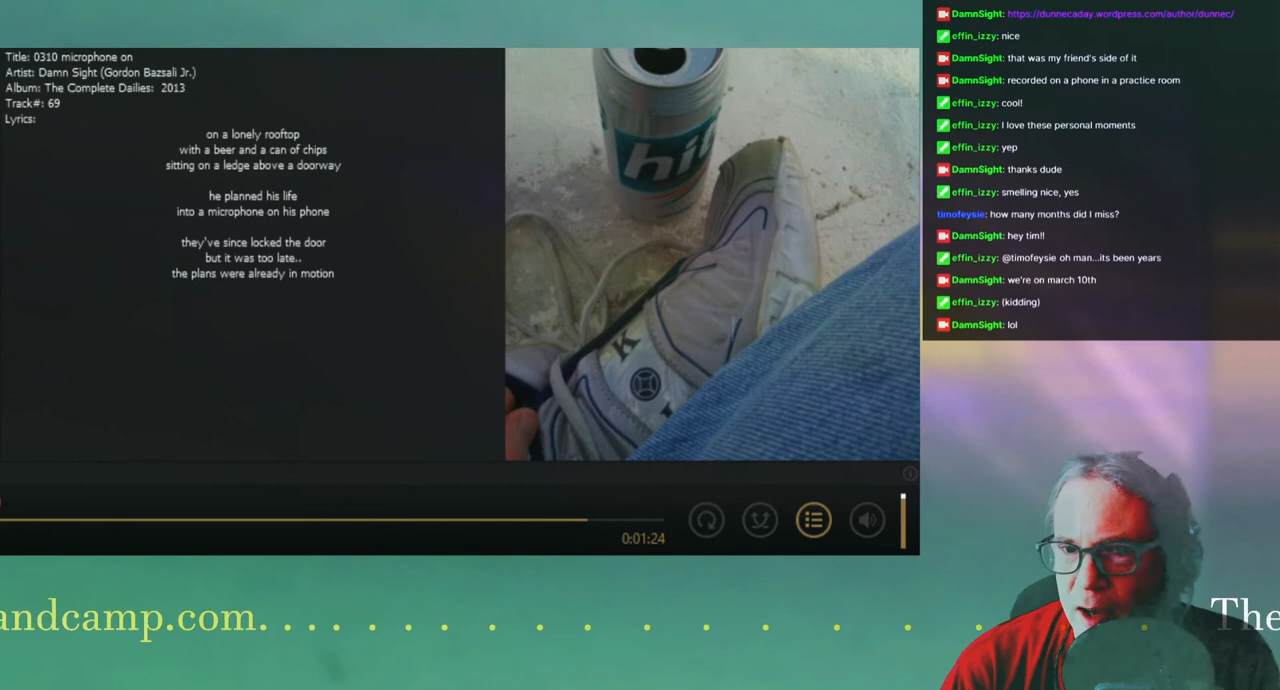 Title: 0310 microphone on
Artist: Damn Sight (Gordon Bazsali Jr.)
Album: The Complete Dailies:  2013
Track#: 69
Lyrics:
on a lonely rooftop
with a beer and a can of chips
sitting on a ledge above a doorway
he planned his life
into a microphone on his phone
they've since locked the door
but it was too late..
the plans were already in motion
hit
K
0:01:24
DamnSight: https://dunnecaday.wordpress.com/author/dunnec/
effin_izzy: nice
DamnSight: that was my friend's side of it
DamnSight: recorded on a phone in a practice room
effin_izzy: cool!
effin_izzy: I love these personal moments
effin_izzy: yep
DamnSight: thanks dude
effin_izzy: smelling nice, yes
timofeysie: how many months did I miss?
DamnSight: hey tim!!
effin_izzy: @timofeysie oh man...its been years
DamnSight: we're on march 10th
effin_izzy: (kidding)
DamnSight: lol
andcamp.com. . . . . . . . . . . . . . . . . . The